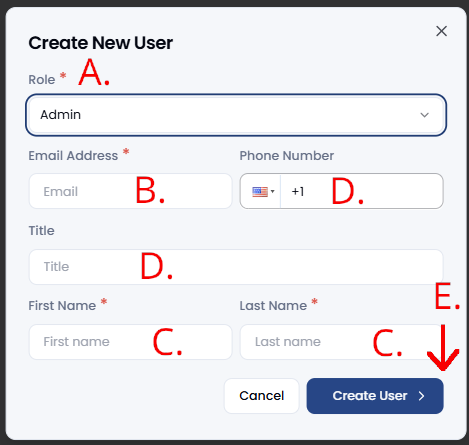 Create New User
Role * A.
Admin
Email Address * Phone Number
Email B. +1 D.
Title
Title D.
E.
First Name * Last Name *
First name C. Last name C.
Cancel Create User